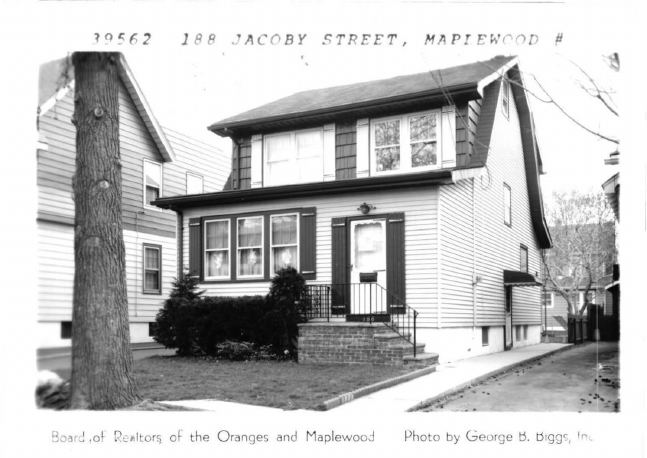 39562 188 JACOBY STREET, MAPLEWOOD #
Board of Realtors of the Oranges and Maplewood Photo by George B. Biggs, Inc.